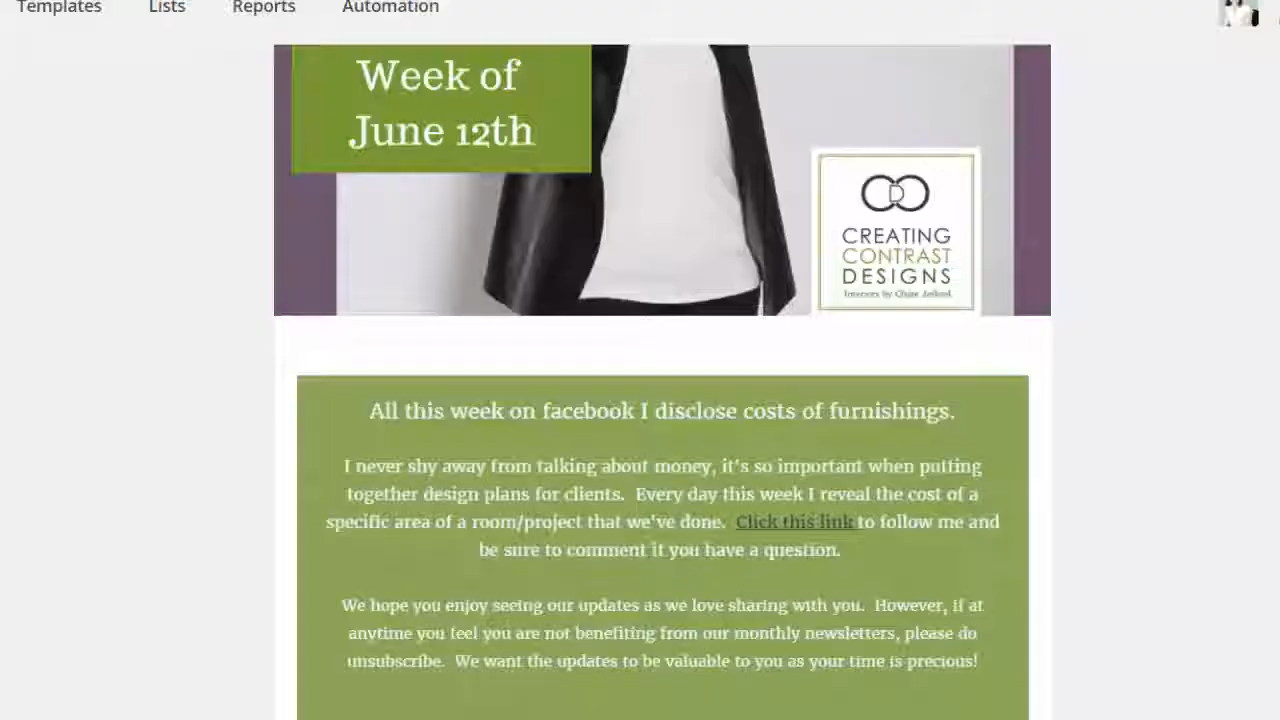 Templates Lists Reports Automation
Week of
June 12th
CREATING
CONTRAST
DESIGNS
Interiors by Claire Jefford
All this week on facebook I disclose costs of furnishings.
I never shy away from talking about money, it's so important when putting
together design plans for clients. Every day this week I reveal the cost of a
specific area of a room/project that we've done. Click this link to follow me and
be sure to comment if you have a question.
We hope you enjoy seeing our updates as we love sharing with you. However, if at
anytime you feel you are not benefiting from our monthly newsletters, please do
unsubscribe. We want the updates to be valuable to you as your time is precious!